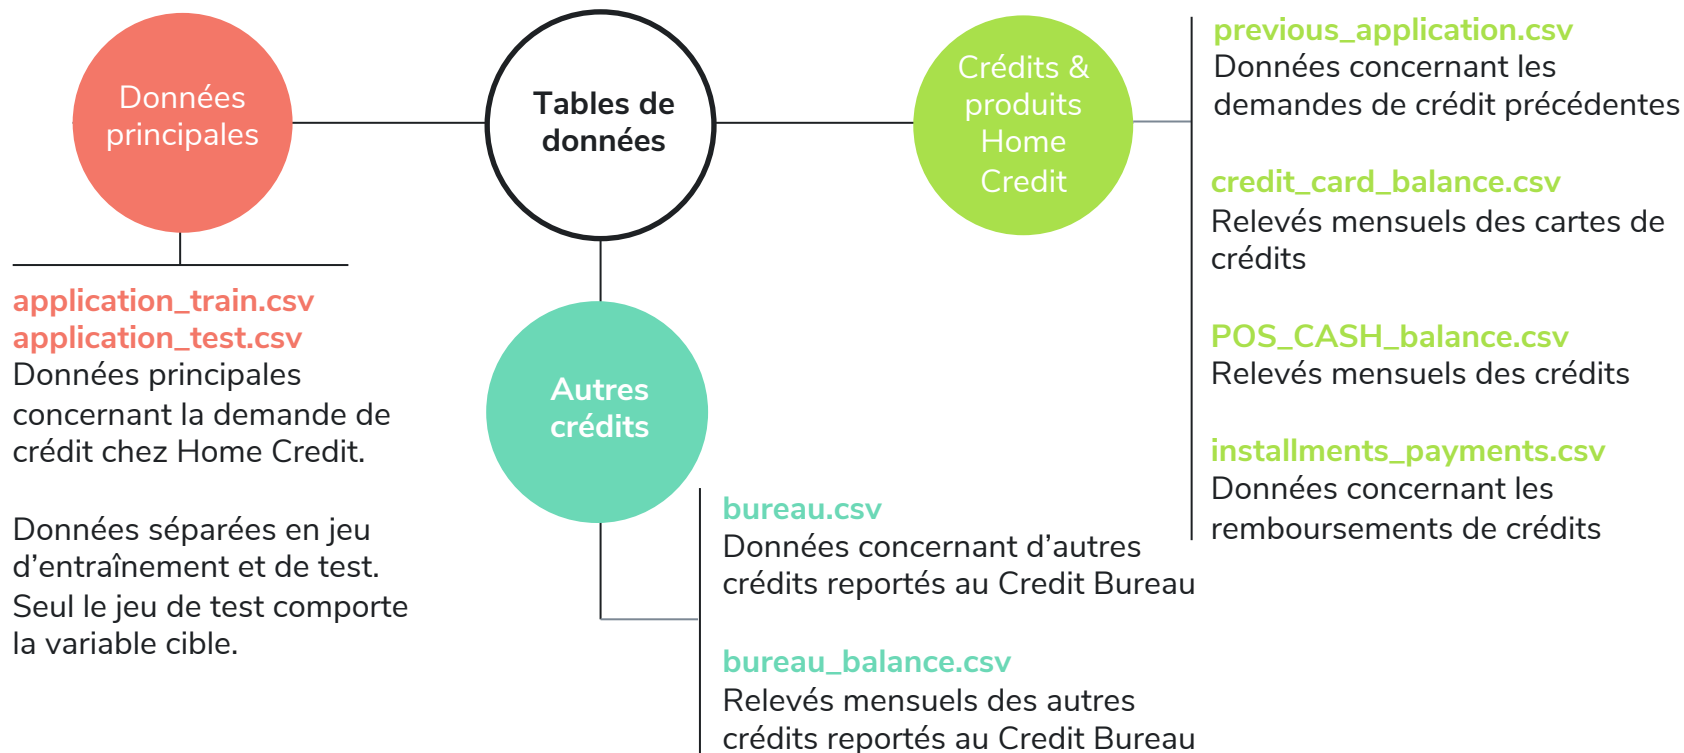 Données
principales
Tables de
données
Crédits &
produits
Home
Credit
previous_application.csv
Données concernant les
demandes de crédit précédentes
credit_card_balance.csv
Relevés mensuels des cartes de
crédits
POS_CASH_balance.csv
Relevés mensuels des crédits
installments_payments.csv
Données concernant les
remboursements de crédits
application_train.csv
application_test.csv
Données principales
concernant la demande de
crédit chez Home Credit.
Données séparées en jeu
d’entraînement et de test.
Seul le jeu de test comporte
la variable cible.
Autres
crédits
bureau.csv
Données concernant d’autres
crédits reportés au Credit Bureau
bureau_balance.csv
Relevés mensuels des autres
crédits reportés au Credit Bureau